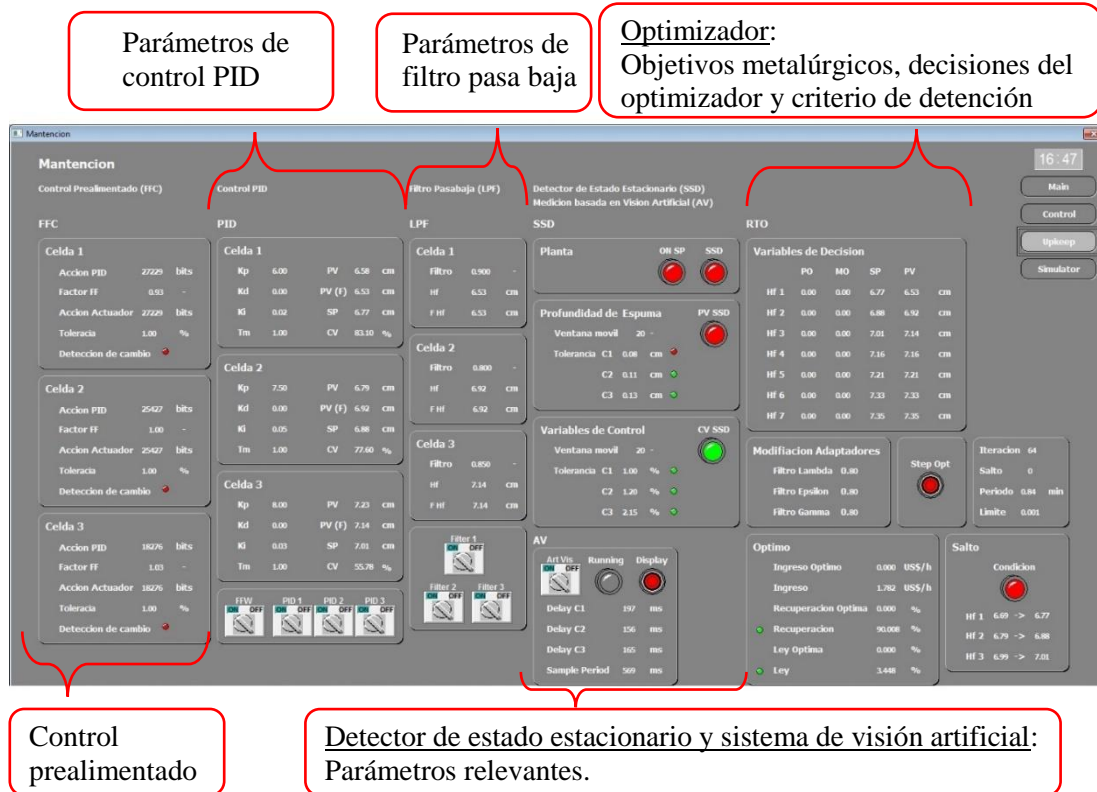 Parámetros de
control PID
Parámetros de
filtro pasa baja
Optimizador:
Objetivos metalúrgicos, decisiones del
optimizador y criterio de detención
Mantencion
Mantencion
16:47
Control Prealimentado (FFC)
Control PID
Filtro Pasabaja (LPF)
Detector de Estado Estacionario (SSD)
Medicion basada en Vision Artificial (AV)
Main
Control
Upkeep
Simulator
FFC
Celda 1
Accion PID 27229 bits
Factor FF 0.93 -
Accion Actuador 27229 bits
Toleracia 1.00 %
Deteccion de cambio
Celda 2
Accion PID 25427 bits
Factor FF 1.00 -
Accion Actuador 25427 bits
Toleracia 1.00 %
Deteccion de cambio
Celda 3
Accion PID 18276 bits
Factor FF 1.03 -
Accion Actuador 18276 bits
Toleracia 1.00 %
Deteccion de cambio
PID
Celda 1
Kp 6.00 PV 6.58 cm
Kd 0.00 PV (F) 6.53 cm
Ki 0.02 SP 6.77 cm
Tm 1.00 CV 83.10 %
Celda 2
Kp 7.50 PV 6.79 cm
Kd 0.00 PV (F) 6.92 cm
Ki 0.05 SP 6.88 cm
Tm 1.00 CV 77.60 %
Celda 3
Kp 8.00 PV 7.23 cm
Kd 0.00 PV (F) 7.14 cm
Ki 0.03 SP 7.01 cm
Tm 1.00 CV 55.78 %
FFW PID 1 PID 2 PID 3
ON OFF ON OFF ON OFF ON OFF
LPF
Celda 1
Filtro 0.900 -
Hf 6.53 cm
F Hf 6.53 cm
Celda 2
Filtro 0.800 -
Hf 6.92 cm
F Hf 6.92 cm
Celda 3
Filtro 0.850 -
Hf 7.14 cm
F Hf 7.14 cm
Filter 1
ON OFF
Filter 2 Filter 3
ON OFF ON OFF
SSD
Planta ON SP SSD
Profundidad de Espuma PV SSD
Ventana movil 20 -
Tolerancia C1 0.08 cm
C2 0.11 cm
C3 0.13 cm
Variables de Control CV SSD
Ventana movil 20 -
Tolerancia C1 1.00 %
C2 1.20 %
C3 2.15 %
AV
Art Vis Running Display
ON OFF
Delay C1 197 ms
Delay C2 156 ms
Delay C3 165 ms
Sample Period 569 ms
RTO
Variables de Decision
PO MO SP PV
Hf 1 0.00 0.00 6.77 6.53 cm
Hf 2 0.00 0.00 6.88 6.92 cm
Hf 3 0.00 0.00 7.01 7.14 cm
Hf 4 0.00 0.00 7.16 7.16 cm
Hf 5 0.00 0.00 7.21 7.21 cm
Hf 6 0.00 0.00 7.33 7.33 cm
Hf 7 0.00 0.00 7.35 7.35 cm
Modifiacion Adaptadores
Filtro Lambda 0.80
Filtro Epsilon 0.80
Filtro Gamma 0.80
Step Opt
Iteracion 64
Salto 0
Periodo 0.84 min
Limite 0.001
Optimo
Ingreso Optimo 0.000 US$/h
Ingreso 1.782 US$/h
Recuperacion Optima 0.000 %
Recuperacion 90.008 %
Ley Optima 0.000 %
Ley 3.448 %
Salto
Condicion
Hf 1 6.69 -> 6.77
Hf 2 6.79 -> 6.88
Hf 3 6.99 -> 7.01
Control
prealimentado
Detector de estado estacionario y sistema de visión artificial:
Parámetros relevantes.